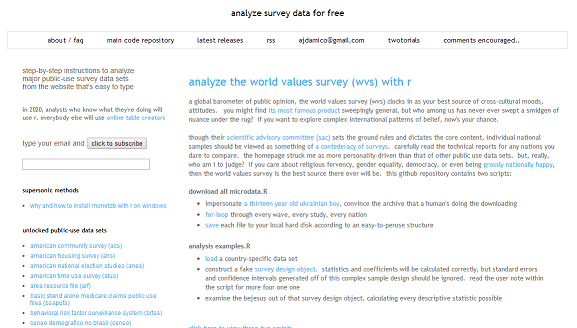 analyze survey data for free
about / faq main code repository latest releases rss ajdamico@gmail.com twotorials comments encouraged..
step-by-step instructions to analyze
major public-use survey data sets
from the website that's easy to type
in 2020, analysts who know what they're doing will
use r. everybody else will use online table creators
type your email and click to subscribe
supersonic methods
why and how to install monetdb with r on windows
unlocked public-use data sets
american community survey (acs)
american housing survey (ahs)
american national election studies (anes)
american time use survey (atus)
area resource file (arf)
basic stand alone medicare claims public use
files (bsapufs)
behavioral risk factor surveillance system (brfss)
censo demografico no brasil (censo)
analyze the world values survey (wvs) with r
a global barometer of public opinion, the world values survey (wvs) clocks in as your best source of cross-cultural moods,
attitudes. you might find its most famous product sweepingly general, but who among us has never ever swept a smidgen of
nuance under the rug? if you want to explore complex international patterns of belief, now's your chance.
though their scientific advisory committee (sac) sets the ground rules and dictates the core content, individual national
samples should be viewed as something of a confederacy of surveys. carefully read the technical reports for any nations you
dare to compare. the homepage struck me as more personality-driven than that of other public use data sets. but, really,
who am i to judge? if you care about religious fervency, gender equality, democracy, or even being grossly nationally happy,
then the world values survey is the best source there ever will be. this github repository contains two scripts:
download all microdata.R
impersonate a thirteen year old ukrainian boy, convince the archive that a human's doing the downloading
for-loop through every wave, every study, every nation
save each file to your local hard disk according to an easy-to-peruse structure
analysis examples.R
load a country-specific data set
construct a fake survey design object. statistics and coefficients will be calculated correctly, but standard errors
and confidence intervals generated off of this complex sample design should be ignored. read the user note within
the script for more four one one
examine the bejesus out of that survey design object, calculating every descriptive statistic possible
click here to view these two scripts